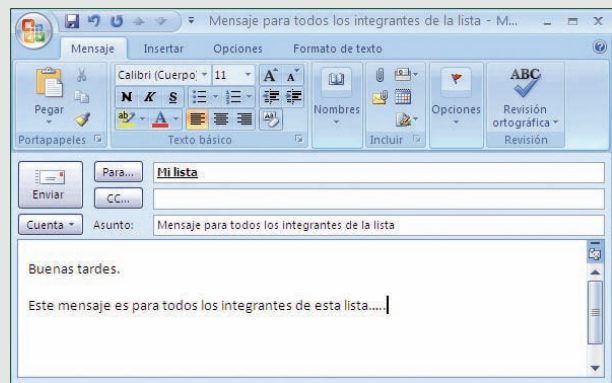 Mensaje para todos los integrantes de la lista - M...
Mensaje Insertar Opciones Formato de texto
Pegar
Portapapeles
Calibri (Cuerpo 11 A A
N K S
ab A
Texto básico
Nombres
Incluir
Opciones
ABC
Revisión
ortográfica
Revisión
Enviar
Para... Mi lista
CC...
Cuenta Asunto: Mensaje para todos los integrantes de la lista
Buenas tardes.
Este mensaje es para todos los integrantes de esta lista.....